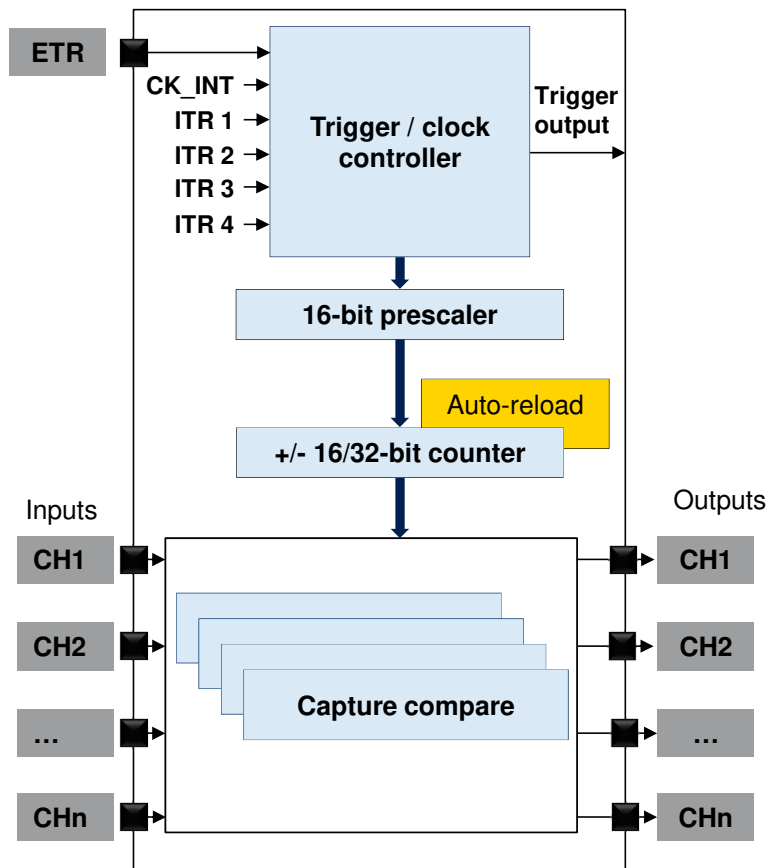 ETR
CK_INT
ITR 1
ITR 2
ITR 3
ITR 4
Trigger / clock
controller
Trigger
output
16-bit prescaler
Auto-reload
+/- 16/32-bit counter
Inputs
Outputs
CH1
CH1
CH2
CH2
Capture compare
...
...
CHn
CHn